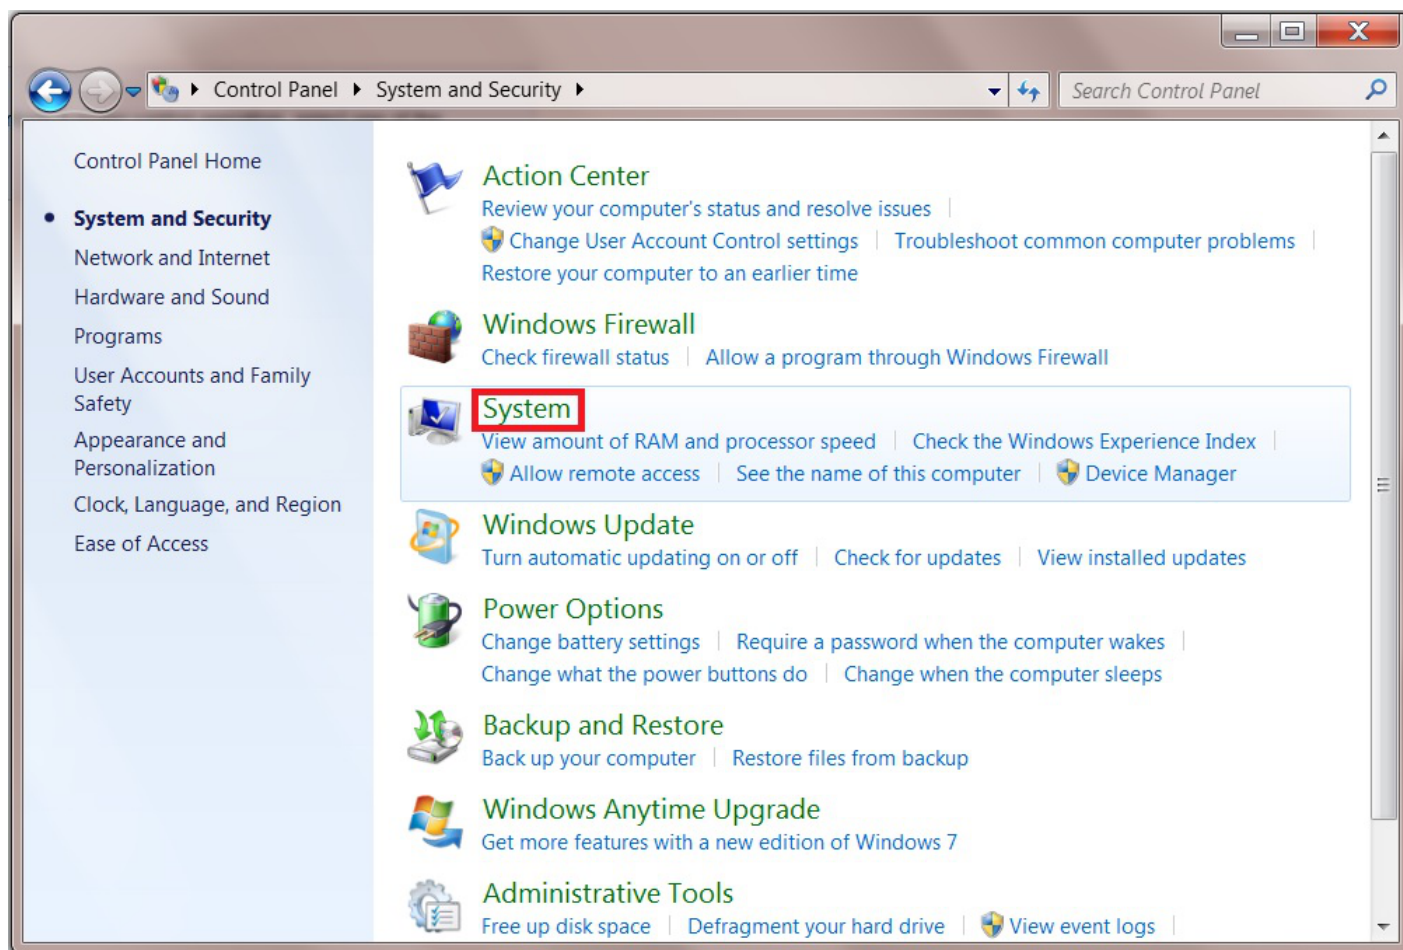 Control Panel System and Security Search Control Panel
Control Panel Home
System and Security
Network and Internet
Hardware and Sound
Programs
User Accounts and Family
Safety
Appearance and
Personalization
Clock, Language, and Region
Ease of Access
Action Center
Review your computer's status and resolve issues
Change User Account Control settings Troubleshoot common computer problems
Restore your computer to an earlier time
Windows Firewall
Check firewall status Allow a program through Windows Firewall
System
View amount of RAM and processor speed Check the Windows Experience Index
Allow remote access See the name of this computer Device Manager
Windows Update
Turn automatic updating on or off Check for updates View installed updates
Power Options
Change battery settings Require a password when the computer wakes
Change what the power buttons do Change when the computer sleeps
Backup and Restore
Back up your computer Restore files from backup
Windows Anytime Upgrade
Get more features with a new edition of Windows 7
Administrative Tools
Free up disk space Defragment your hard drive View event logs